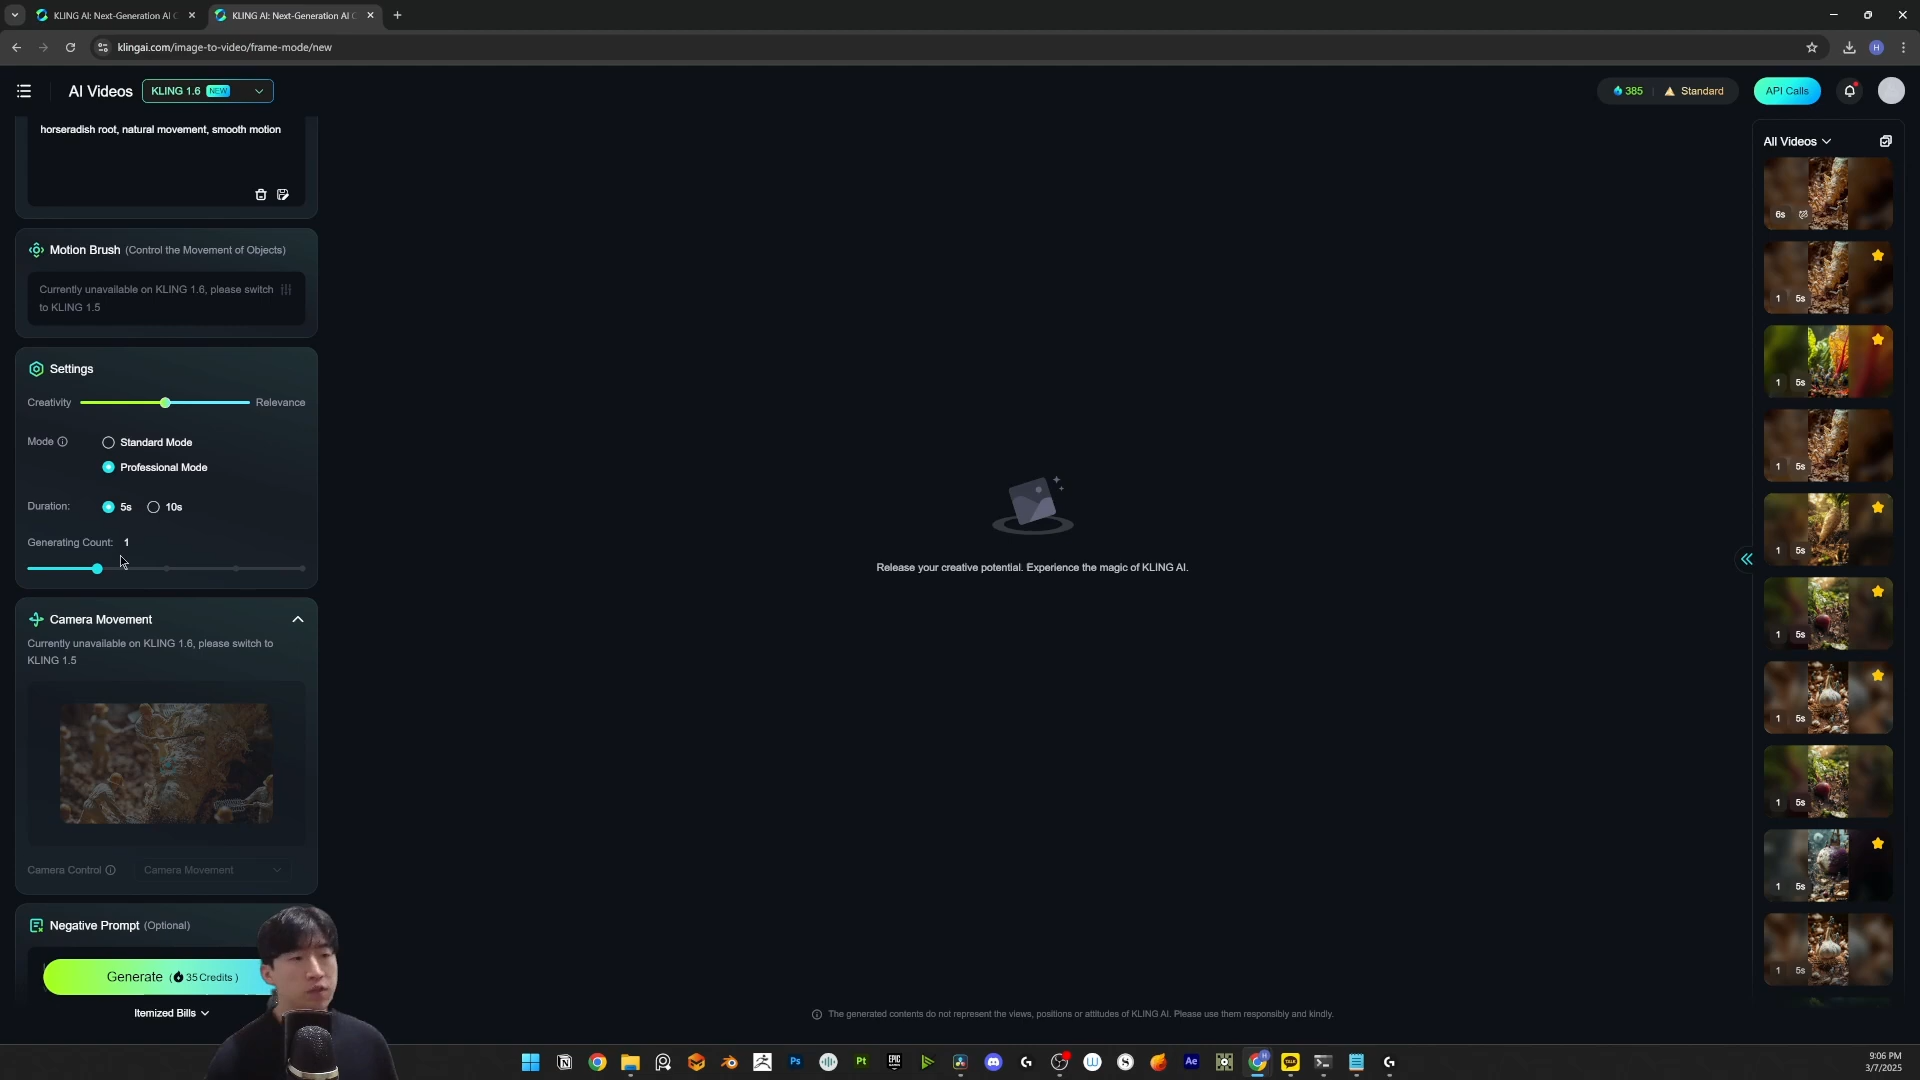 KLING AI: Next-Generation AI C
KLING AI: Next-Generation AI C
klingai.com/image-to-video/frame-mode/new
H
AI Videos
KLING 1.6 NEW
385
Standard
API Calls
horseradish root, natural movement, smooth motion
Motion Brush (Control the Movement of Objects)
Currently unavailable on KLING 1.6, please switch
to KLING 1.5
Settings
Creativity
Relevance
Mode
Standard Mode
Professional Mode
Duration:
5s
10s
Generating Count: 1
Camera Movement
Currently unavailable on KLING 1.6, please switch to
KLING 1.5
Camera Control
Camera Movement
Negative Prompt (Optional)
Generate ( 35 Credits )
Itemized Bills
Release your creative potential. Experience the magic of KLING AI.
The generated contents do not represent the views, positions or attitudes of KLING AI. Please use them responsibly and kindly.
All Videos
6s
1 5s
1 5s
1 5s
1 5s
1 5s
1 5s
1 5s
1 5s
1 5s
Ps
Pt
Ae
9:06 PM
3/7/2025